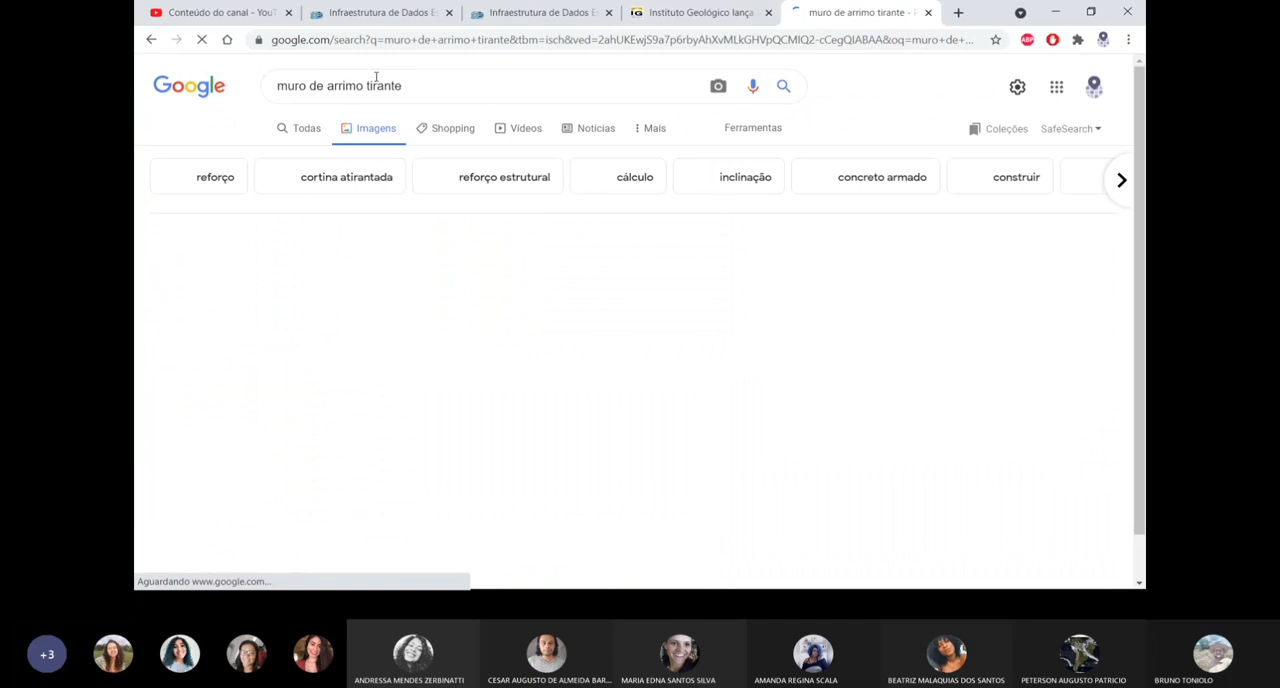 Conteúdo do canal - YouT
Infraestrutura de Dados Es
Infraestrutura de Dados Es
ig Instituto Geológico lança
muro de arrimo tirante - P
google.com/search?q=muro+de+arrimo+tirante&tbm=isch&ved=2ahUKEwjS9a7p6rbyAhXvMLkGHVpQCMIQ2-cCegQIABAA&oq=muro+de+...
ABP
Google
muro de arrimo tirante
Todas
Imagens
Shopping
Vídeos
Notícias
Mais
Ferramentas
Coleções
SafeSearch
reforço
cortina atirantada
reforço estrutural
cálculo
inclinação
concreto armado
construir
Aguardando www.google.com...
+3
ANDRESSA MENDES ZERBINATTI
CESAR AUGUSTO DE ALMEIDA BAR...
MARIA EDNA SANTOS SILVA
AMANDA REGINA SCALA
BEATRIZ MALAQUIAS DOS SANTOS
PETERSON AUGUSTO PATRICIO
BRUNO TONIOLO